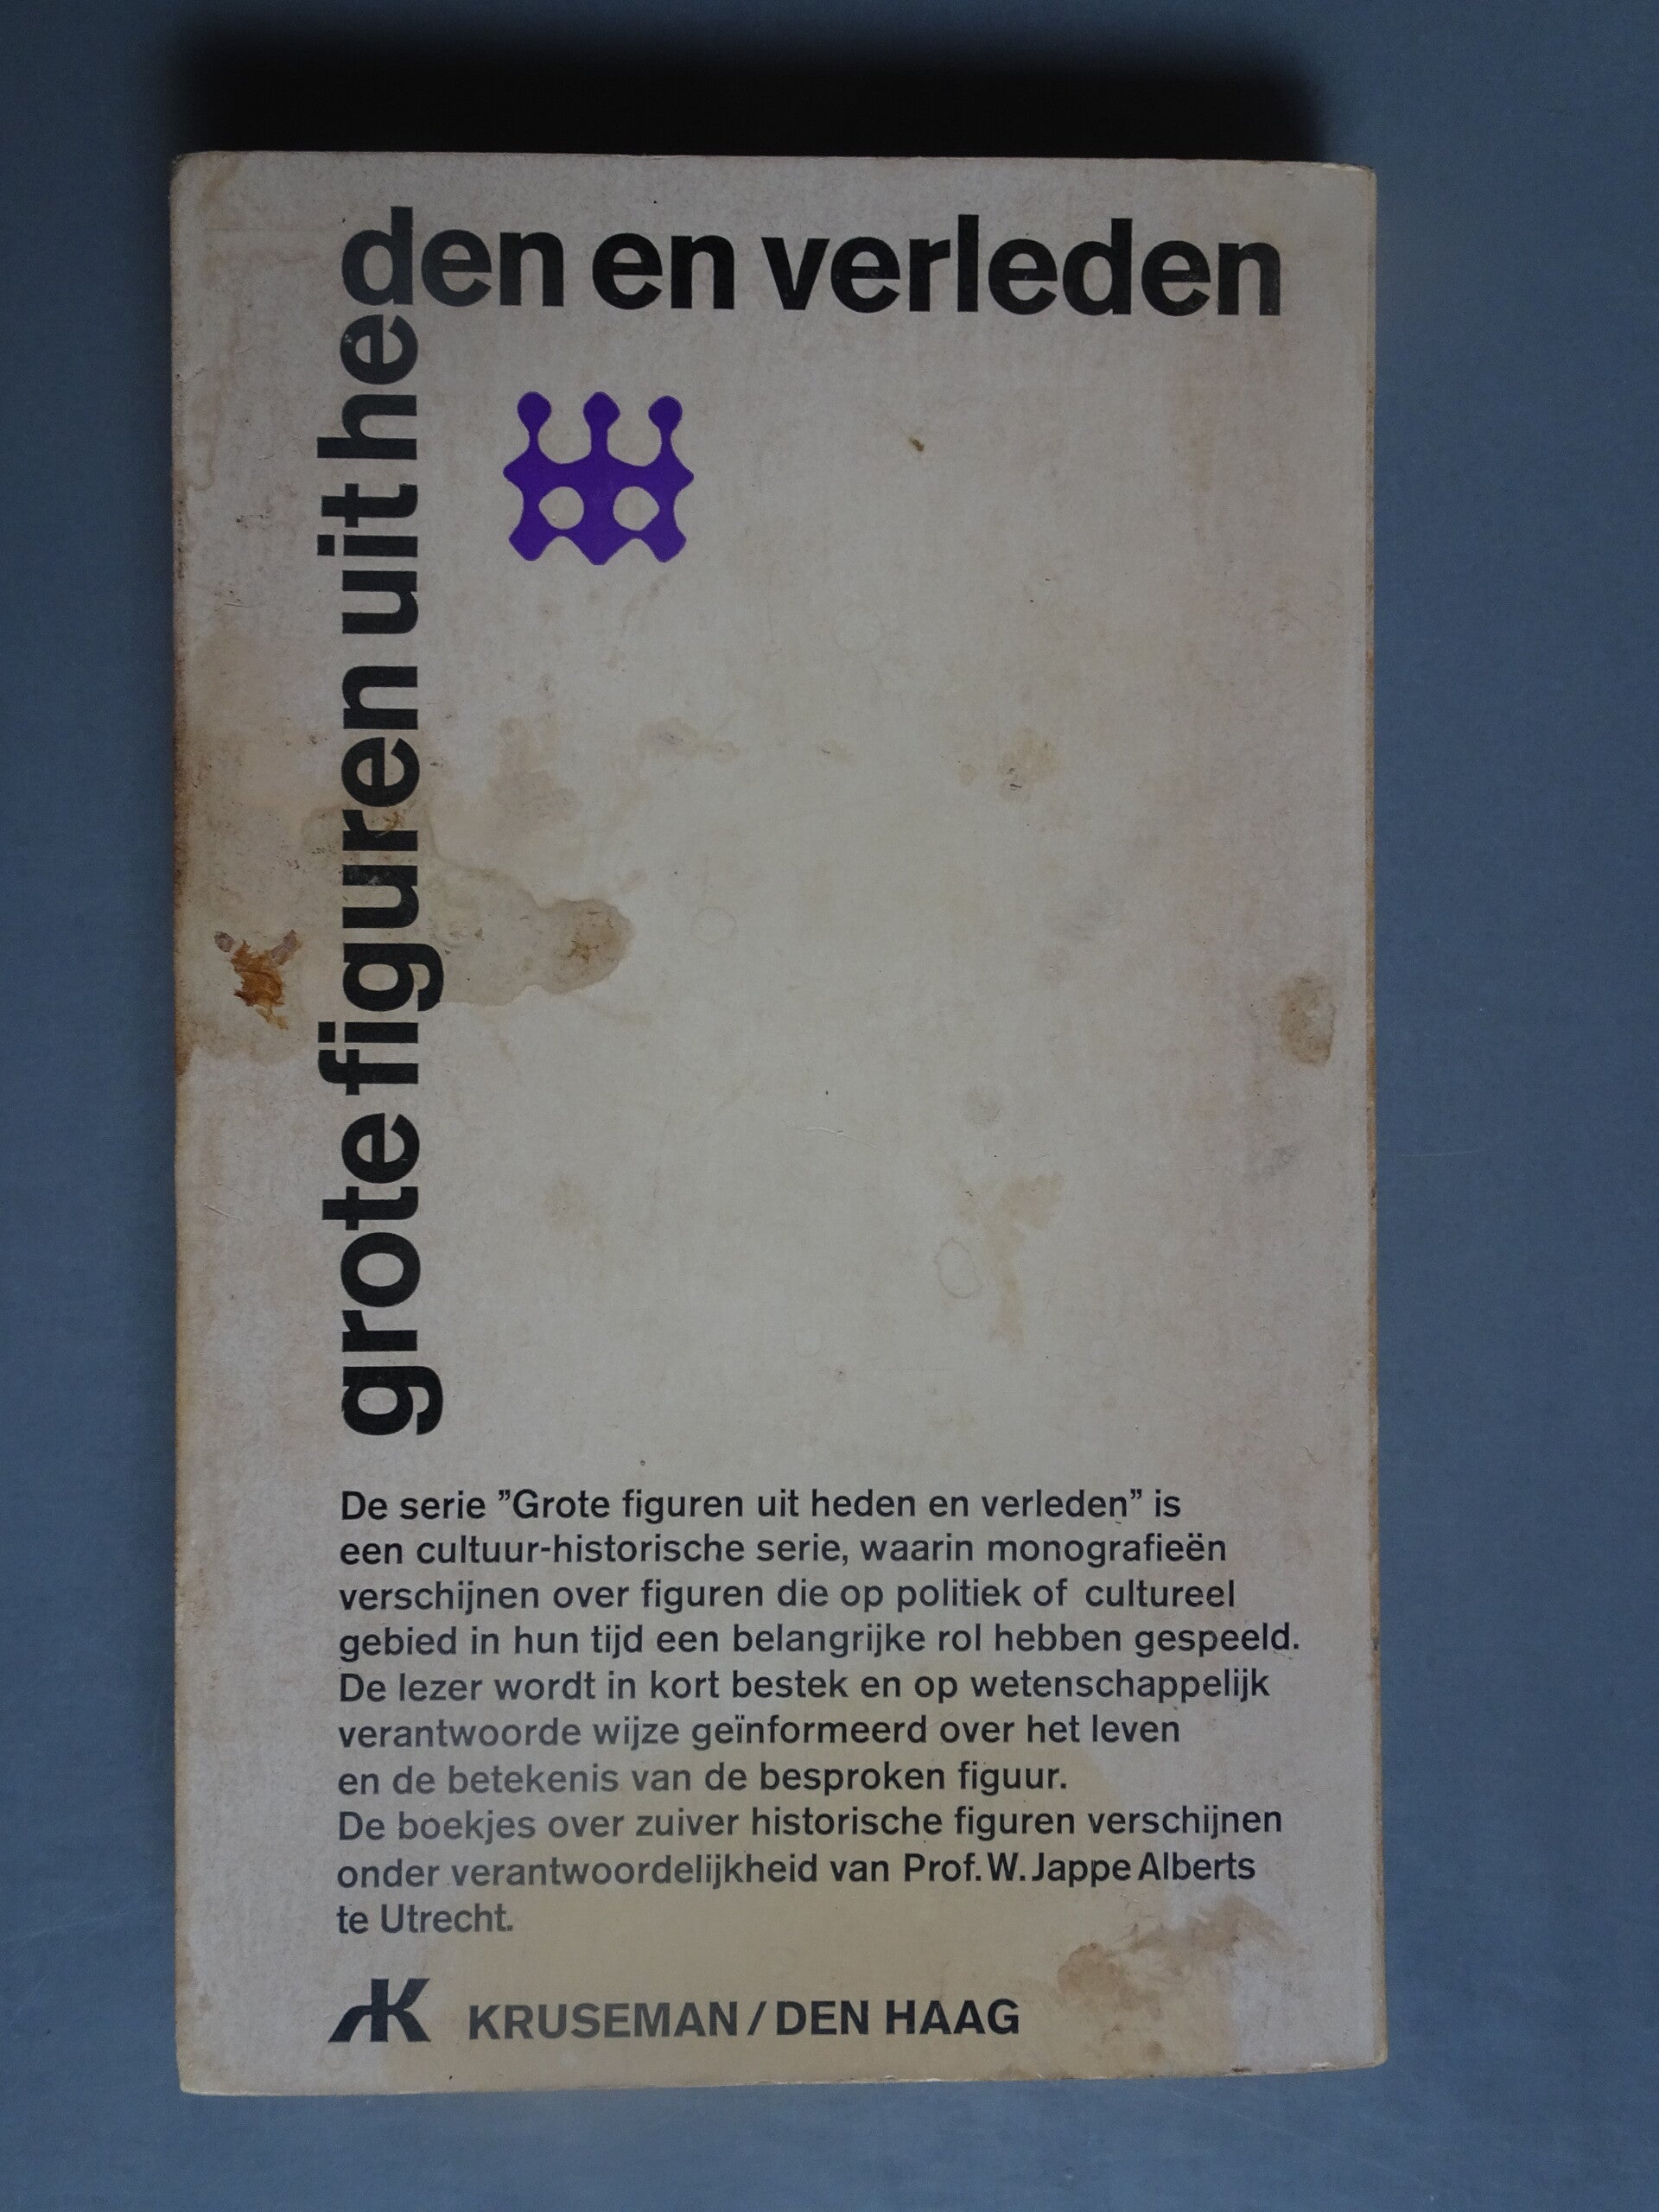 grote figuren uit heden en verleden
De serie ”Grote figuren uit heden en verleden” is
een cultuur-historische serie, waarin monografieën
verschijnen over figuren die op politiek of cultureel
gebied in hun tijd een belangrijke rol hebben gespeeld.
De lezer wordt in kort bestek en op wetenschappelijk
verantwoorde wijze geïnformeerd over het leven
en de betekenis van de besproken figuur.
De boekjes over zuiver historische figuren verschijnen
onder verantwoordelijkheid van Prof. W. Jappe Alberts
te Utrecht.
K KRUSEMAN / DEN HAAG